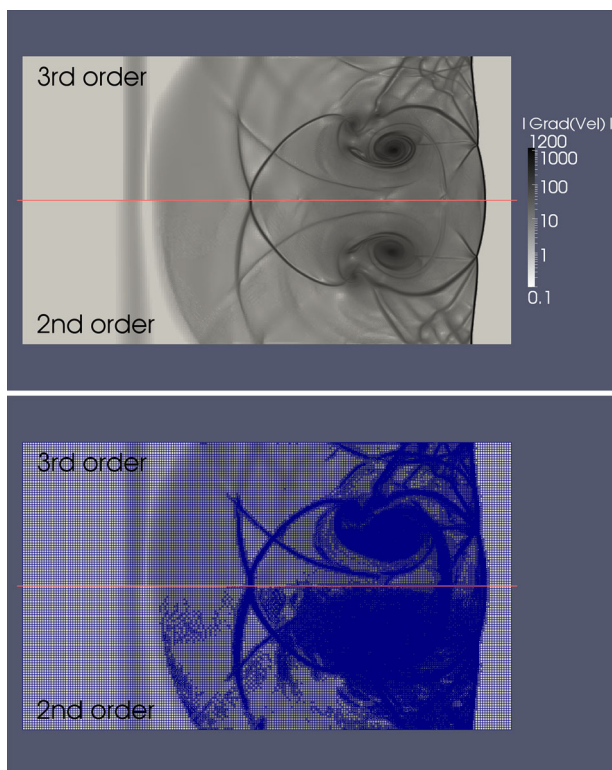 3rd order
| Grad(Vel) |
1200
1000
100
10
1
0.1
2nd order
3rd order
2nd order